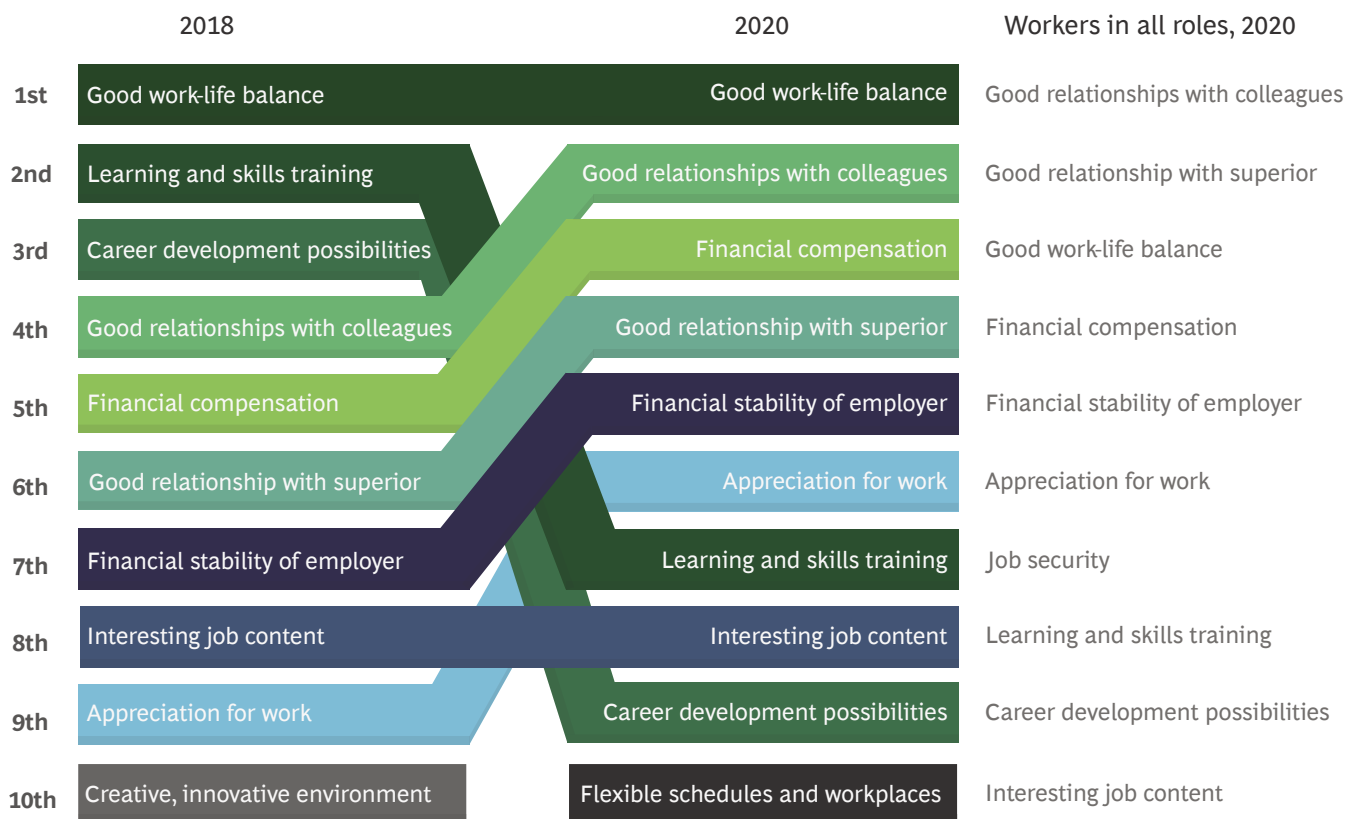 2018 2020 Workers in all roles, 2020
1st Good work-life balance Good work-life balance Good relationships with colleagues
2nd Learning and skills training Good relationships with colleagues Good relationship with superior
3rd Career development possibilities Financial compensation Good work-life balance
4th Good relationships with colleagues Good relationship with superior Financial compensation
5th Financial compensation Financial stability of employer Financial stability of employer
6th Good relationship with superior Appreciation for work Appreciation for work
7th Financial stability of employer Learning and skills training Job security
8th Interesting job content Interesting job content Learning and skills training
9th Appreciation for work Career development possibilities Career development possibilities
10th Creative, innovative environment Flexible schedules and workplaces Interesting job content